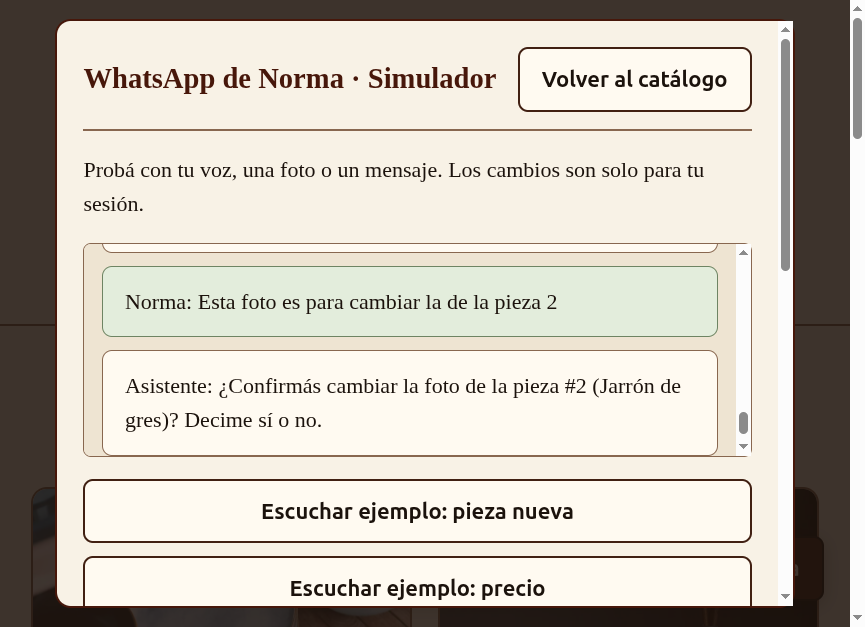 WhatsApp de Norma · Simulador
Volver al catálogo
Probá con tu voz, una foto o un mensaje. Los cambios son solo para tu
sesión.
Norma: Esta foto es para cambiar la de la pieza 2
Asistente: ¿Confirmás cambiar la foto de la pieza #2 (Jarrón de
gres)? Decime sí o no.
Escuchar ejemplo: pieza nueva
Escuchar ejemplo: precio